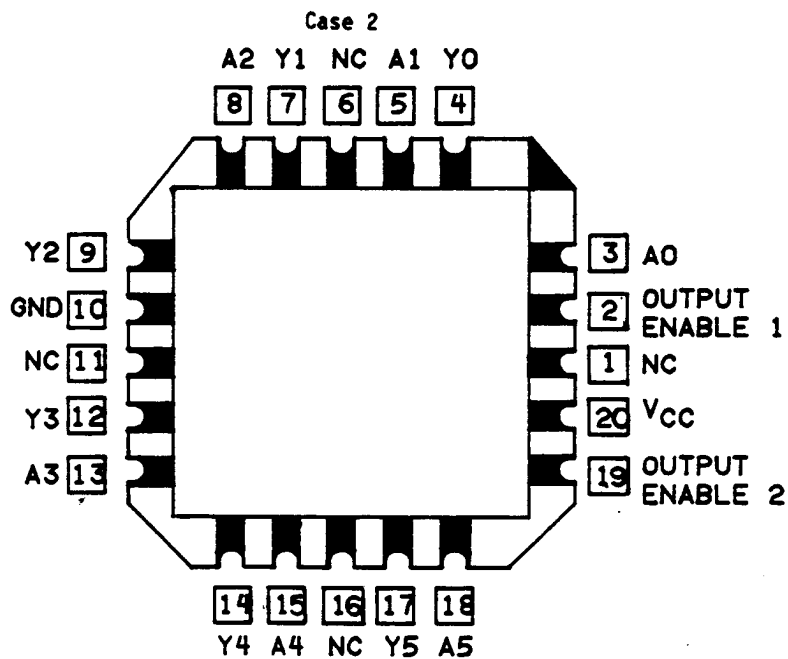 Case 2
A2 Y1 NC A1 Y0
8 7 6 5 4
Y2 9
3 A0
GND 10
2 OUTPUT
ENABLE 1
NC 11
1 NC
Y3 12
20 VCC
A3 13
19 OUTPUT
ENABLE 2
14 15 16 17 18
Y4 A4 NC Y5 A5